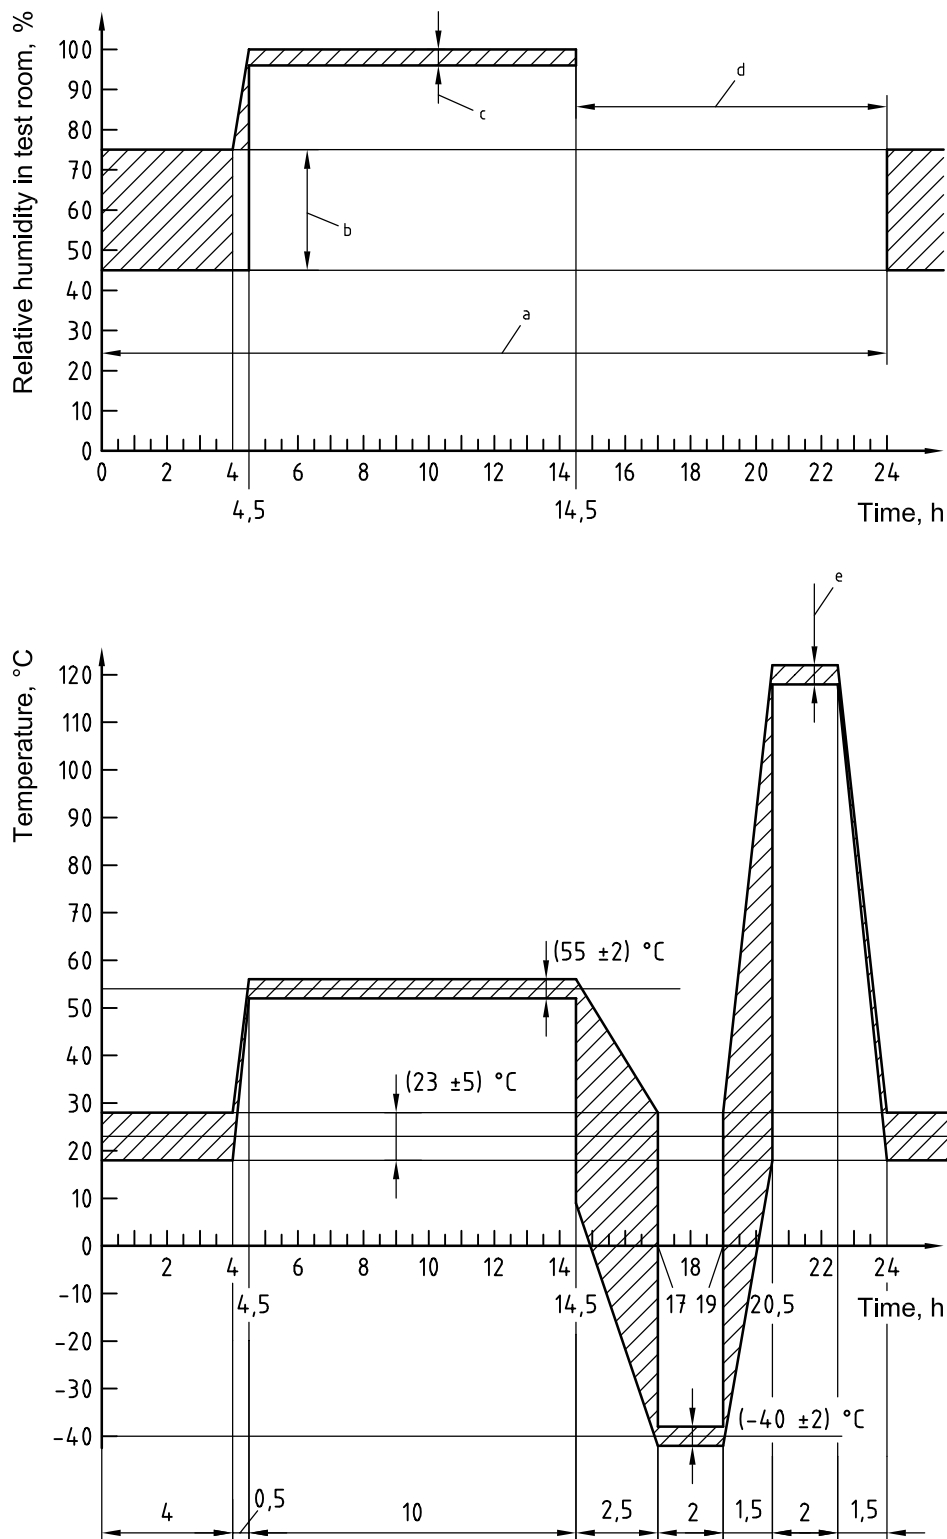 Relative humidity in test room, %
100
90
80
70
60
50
40
30
20
10
0
c
d
b
a
0 2 4 6 8 10 12 14 16 18 20 22 24
4,5 14,5
Time, h
Temperature, °C
e
120
110
100
90
80
70
60
50
40
30
20
10
0
-10
-20
-30
-40
(55 ±2) °C
(23 ±5) °C
2 4 6 8 10 12 14 18 22 24
4,5 14,5 17 19 20,5
Time, h
(-40 ±2) °C
4 0,5 10 2,5 2 1,5 2 1,5